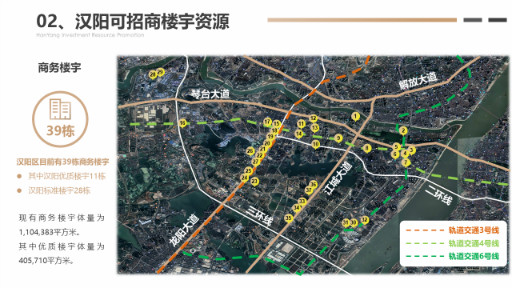 02、汉阳可招商楼宇资源
HanYang Investment Resource Promotion
商务楼宇
39栋
汉阳区目前有39栋商务楼宇
其中汉阳优质楼宇11栋
汉阳标准楼宇28栋
现有商务楼宇体量为
1,104,383平方米。
其中优质楼宇体量为
405,710平方米。
琴台大道
解放大道
江城大道
二环线
三环线
龙阳大道
轨道交通3号线
轨道交通4号线
轨道交通6号线